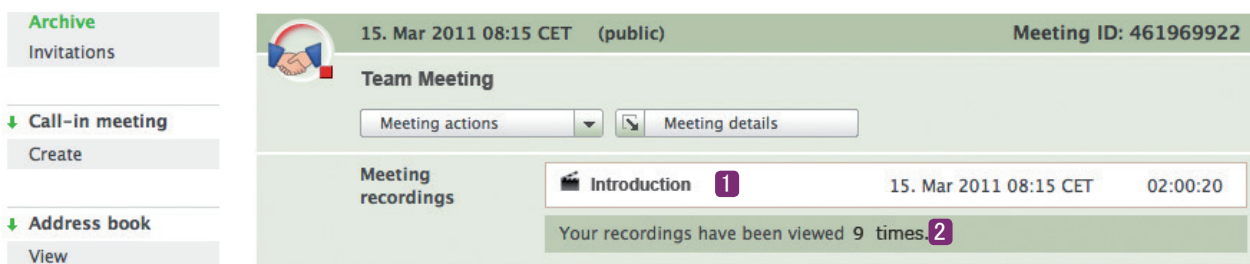 Archive
Invitations
Call-in meeting
Create
Address book
View
15. Mar 2011 08:15 CET (public) Meeting ID: 461969922
Team Meeting
Meeting actions Meeting details
Meeting
recordings
Introduction 1 15. Mar 2011 08:15 CET 02:00:20
Your recordings have been viewed 9 times. 2